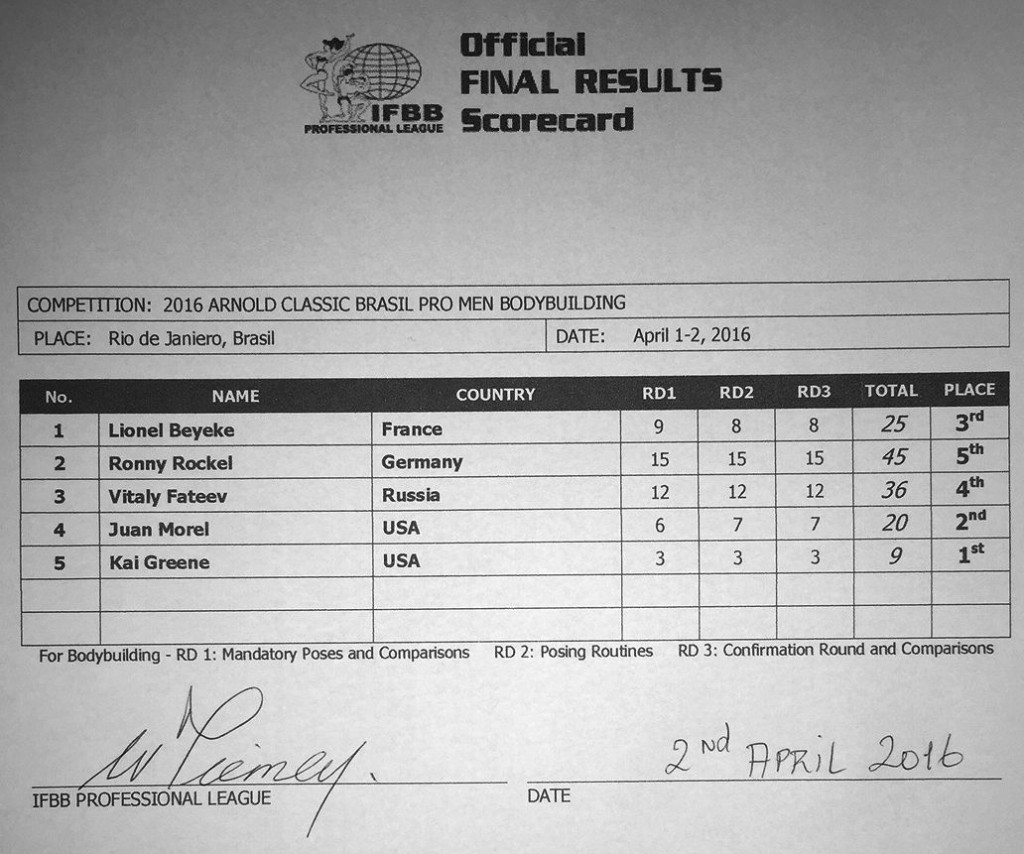 Official
FINAL RESULTS
Scorecard
IFBB
PROFESSIONAL LEAGUE
COMPETITION: 2016 ARNOLD CLASSIC BRASIL PRO MEN BODYBUILDING
PLACE: Rio de Janiero, Brasil DATE: April 1-2, 2016
No. NAME COUNTRY RD1 RD2 RD3 TOTAL PLACE
1 Lionel Beyeke France 9 8 8 25 3rd
2 Ronny Rockel Germany 15 15 15 45 5th
3 Vitaly Fateev Russia 12 12 12 36 4th
4 Juan Morel USA 6 7 7 20 2nd
5 Kai Greene USA 3 3 3 9 1st
For Bodybuilding - RD 1: Mandatory Poses and Comparisons RD 2: Posing Routines RD 3: Confirmation Round and Comparisons
2nd APRIL 2016
IFBB PROFESSIONAL LEAGUE DATE